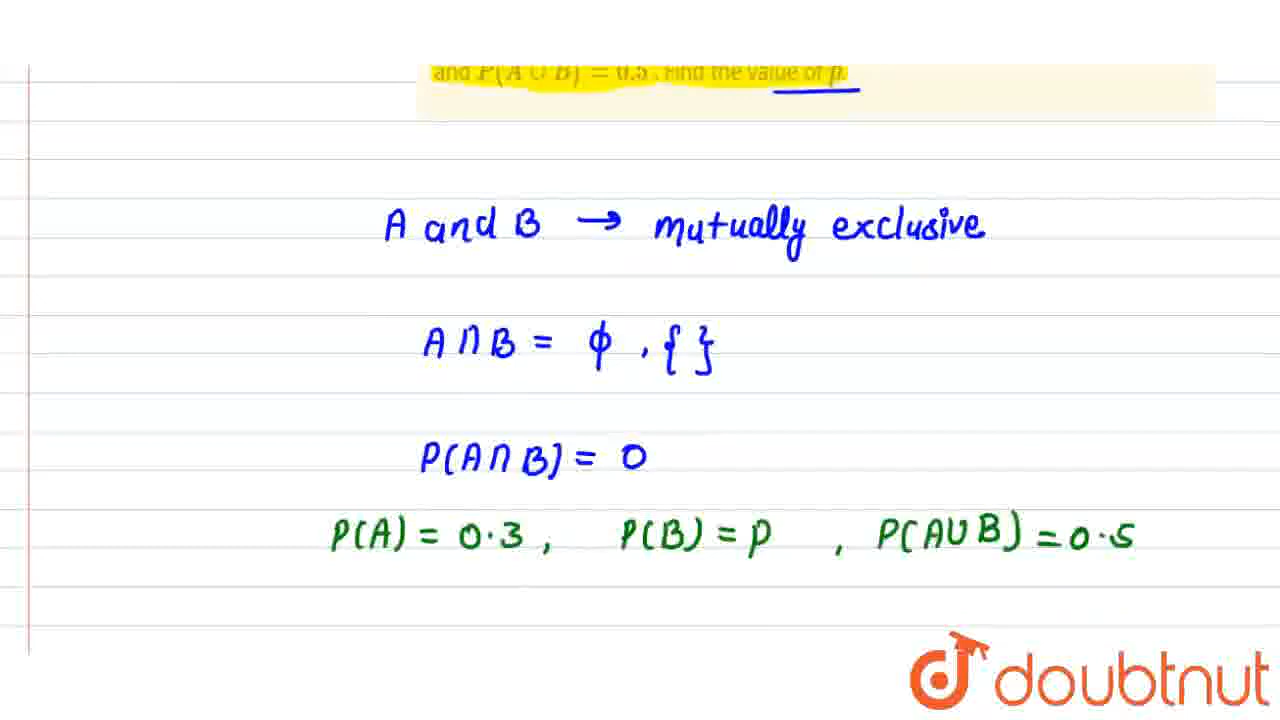 and P(A ∪ B) = 0.5 . Find the value of p.
A and B → mutually exclusive
A∩B = φ , { }
P(A∩B) = 0
P(A) = 0.3 , P(B) = p , P(A∪B) = 0.5
doubtnut